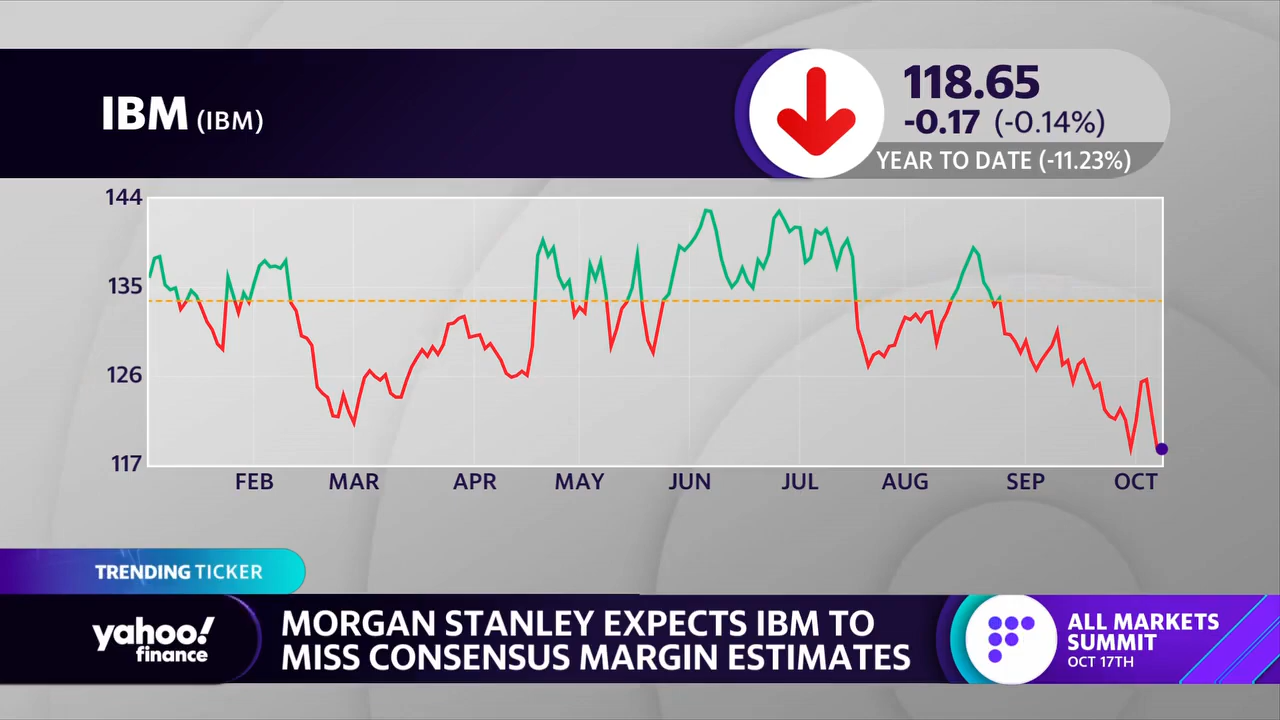 IBM (IBM)
118.65
-0.17 (-0.14%)
YEAR TO DATE (-11.23%)
144
135
126
117
FEB MAR APR MAY JUN JUL AUG SEP OCT
TRENDING TICKER
yahoo!
finance
MORGAN STANLEY EXPECTS IBM TO
MISS CONSENSUS MARGIN ESTIMATES
ALL MARKETS
SUMMIT
OCT 17TH